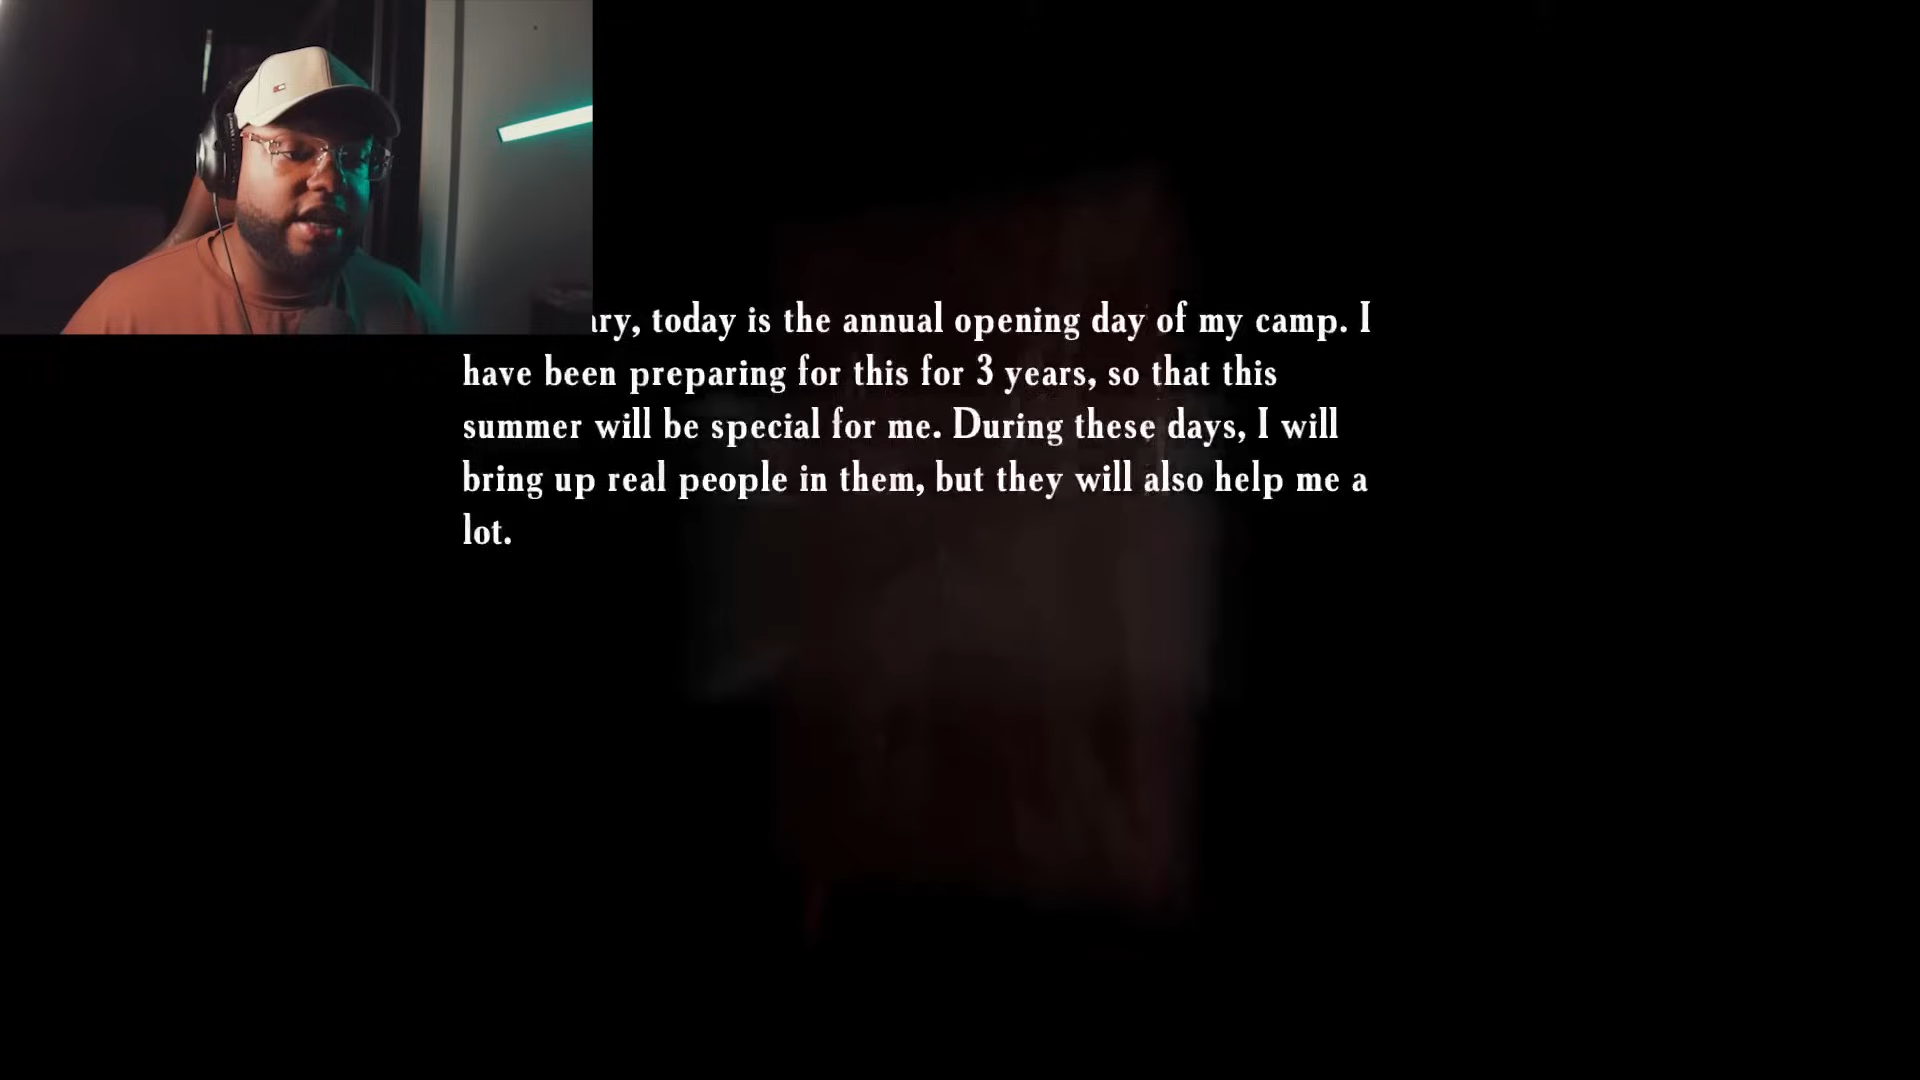 today is the annual opening day of my camp. I
have been preparing for this for 3 years, so that this
summer will be special for me. During these days, I will
bring up real people in them, but they will also help me a
lot.